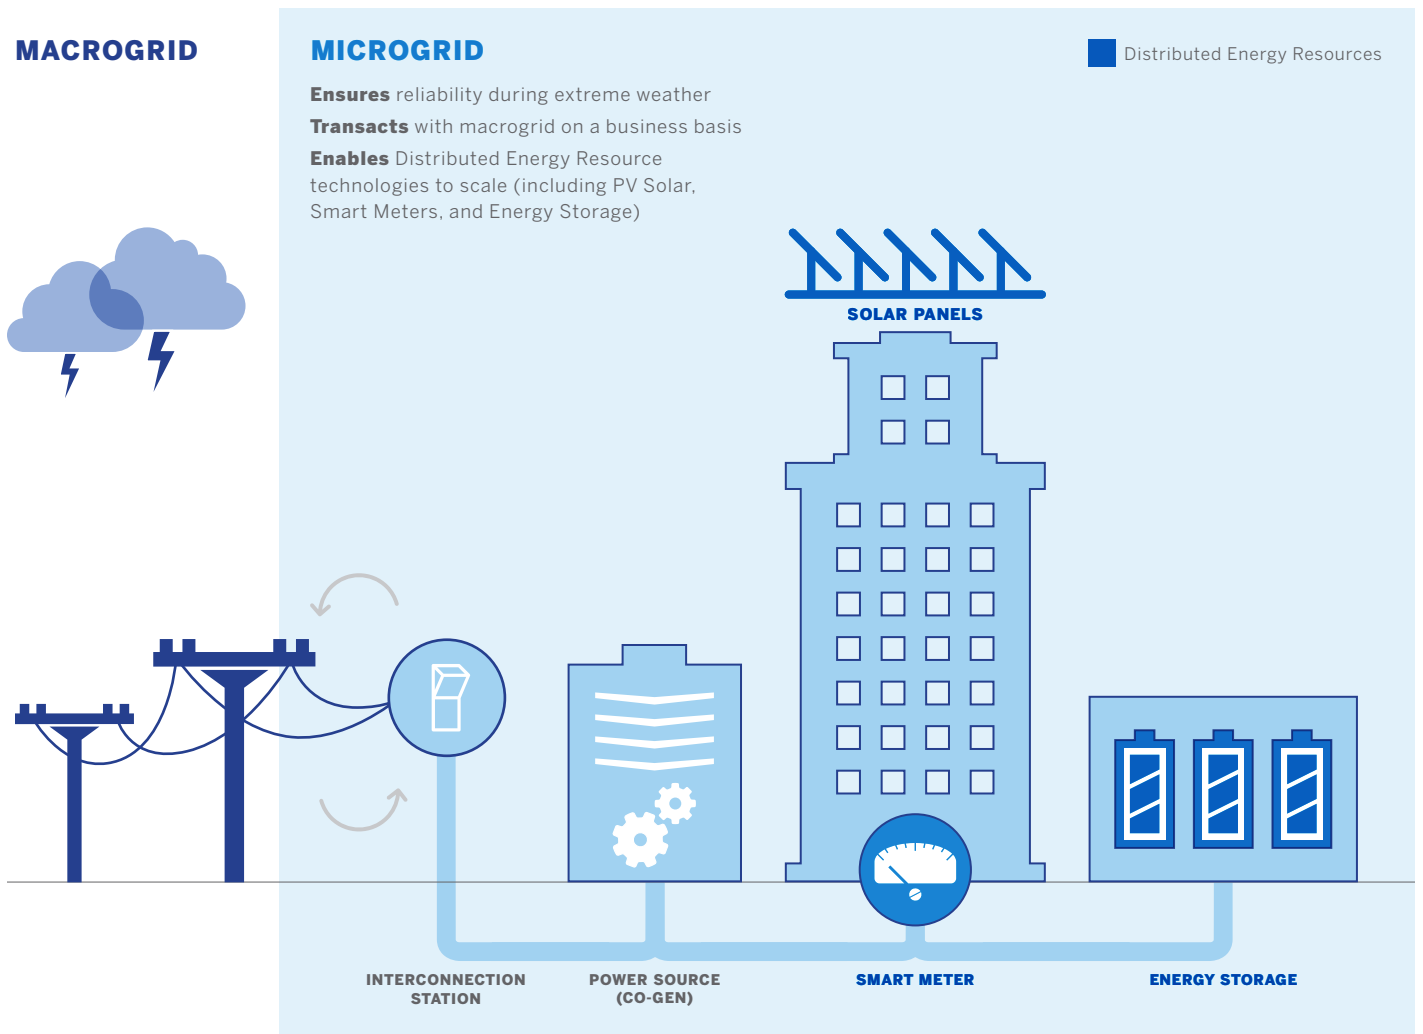 MACROGRID
MICROGRID
Distributed Energy Resources
Ensures reliability during extreme weather
Transacts with macrogrid on a business basis
Enables Distributed Energy Resource
technologies to scale (including PV Solar,
Smart Meters, and Energy Storage)
SOLAR PANELS
INTERCONNECTION
STATION
POWER SOURCE
(CO-GEN)
SMART METER
ENERGY STORAGE